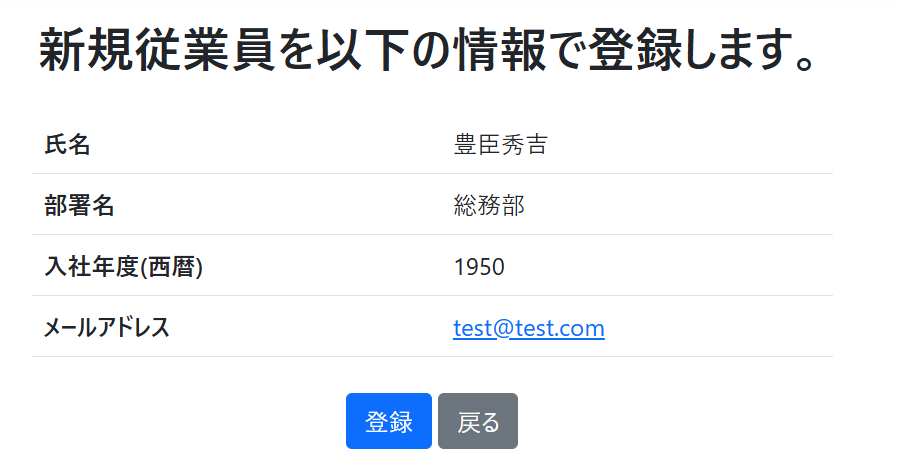 新規従業員を以下の情報で登録します。
氏名 豊臣秀吉
部署名 総務部
入社年度(西暦) 1950
メールアドレス test@test.com
登録 戻る